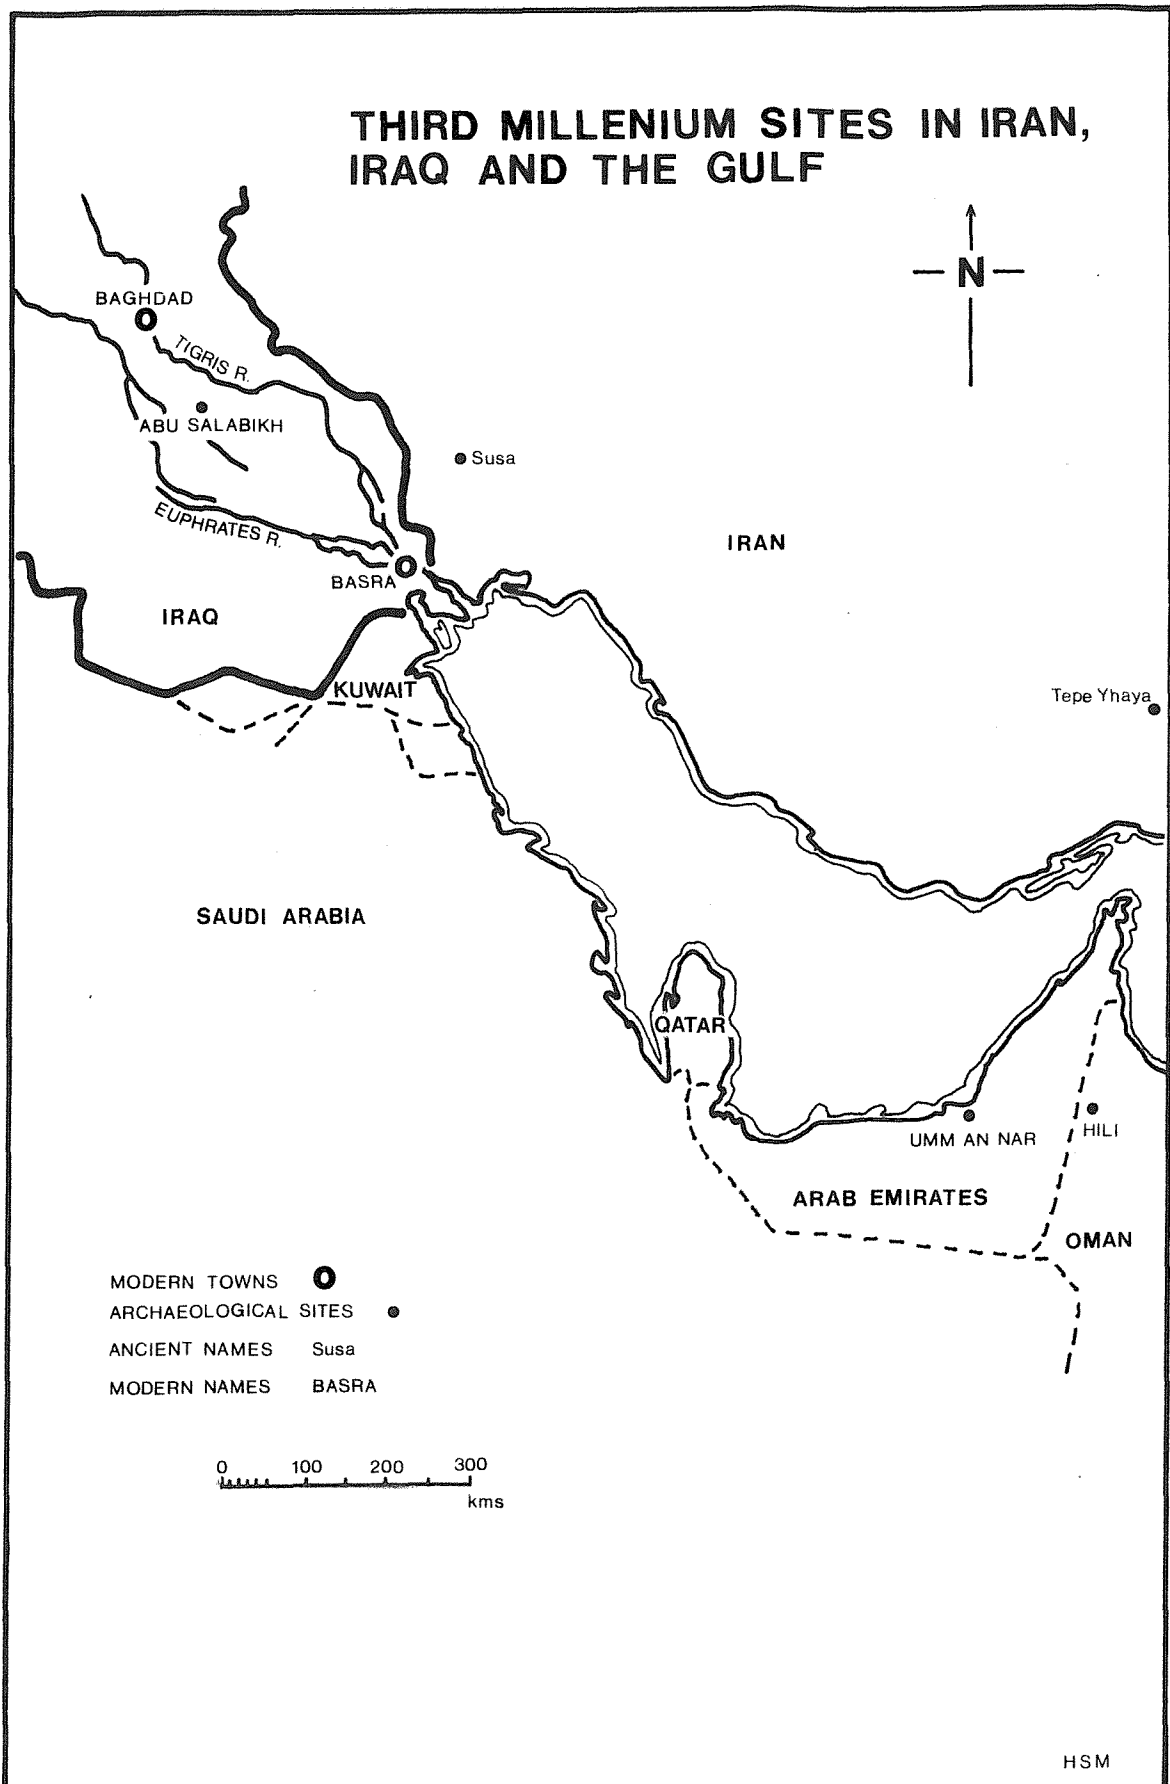 THIRD MILLENIUM SITES IN IRAN,
IRAQ AND THE GULF
N
BAGHDAD
TIGRIS R.
ABU SALABIKH
Susa
EUPHRATES R.
IRAN
BASRA
IRAQ
KUWAIT
Tepe Yhaya
SAUDI ARABIA
QATAR
UMM AN NAR
HILI
ARAB EMIRATES
OMAN
MODERN TOWNS
ARCHAEOLOGICAL SITES
ANCIENT NAMES Susa
MODERN NAMES BASRA
0 100 200 300
kms
HSM